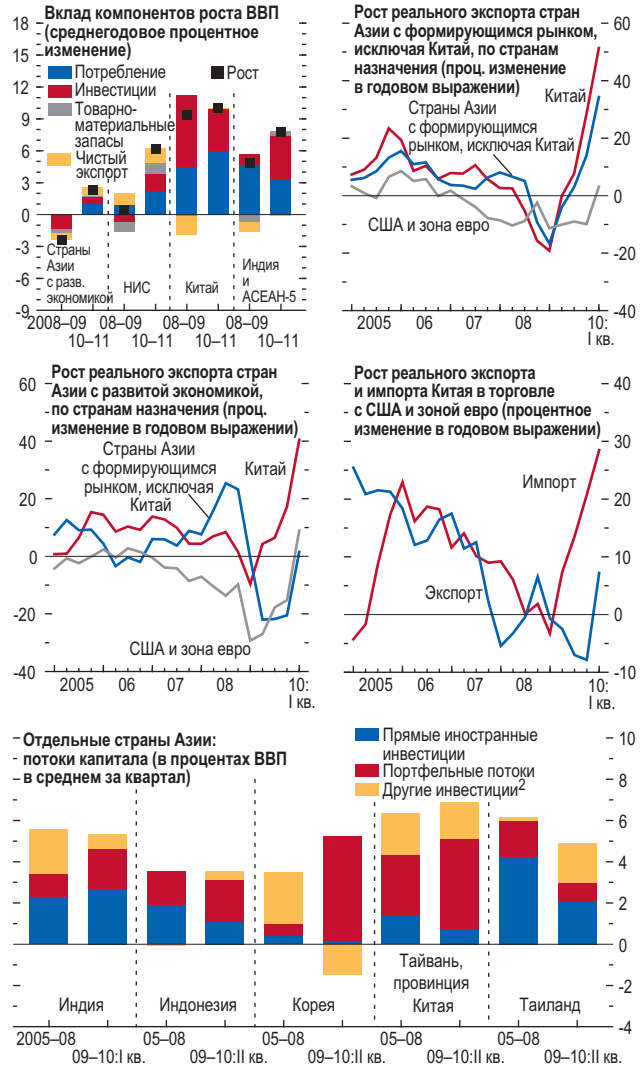 Вклад компонентов роста ВВП
(среднегодовое процентное
изменение)
Потребление
Инвестиции
Товарно-
материальные
запасы
Чистый
экспорт
Рост
18
15
12
9
6
3
0
-3
-6
-9
Страны
Азии
с разв.
экономикой
НИС
Китай
Индия
и
АСЕАН-5
2008–09
08–09
08–09
08–09
10–11
10–11
10–11
10–11
Рост реального экспорта стран
Азии с формирующимся рынком,
исключая Китай, по странам
назначения (проц. изменение
в годовом выражении)
Китай
Страны Азии
с формирующимся
рынком, исключая Китай
США и зона евро
60
40
20
0
-20
-40
2005
06
07
08
10:
I кв.
Рост реального экспорта стран
Азии с развитой экономикой,
по странам назначения (проц.
изменение в годовом выражении)
Страны Азии
с формирующимся
рынком, исключая
Китай
Китай
США и зона евро
60
40
20
0
-20
-40
2005
06
07
08
10:
I кв.
Рост реального экспорта
и импорта Китая в торговле
с США и зоной евро (процентное
изменение в годовом выражении)
Импорт
Экспорт
40
30
20
10
0
-10
2005
06
07
08
10:
I кв.
Отдельные страны Азии:
потоки капитала (в процентах ВВП
в среднем за квартал)
Прямые иностранные
инвестиции
Портфельные потоки
Другие инвестиции2
10
8
6
4
2
0
-2
-4
Индия
Индонезия
Корея
Тайвань,
провинция
Китая
Таиланд
2005–08
05–08
05–08
05–08
05–08
09–10:I кв.
09–10:II кв.
09–10:II кв.
09–10:II кв.
09–10:II кв.